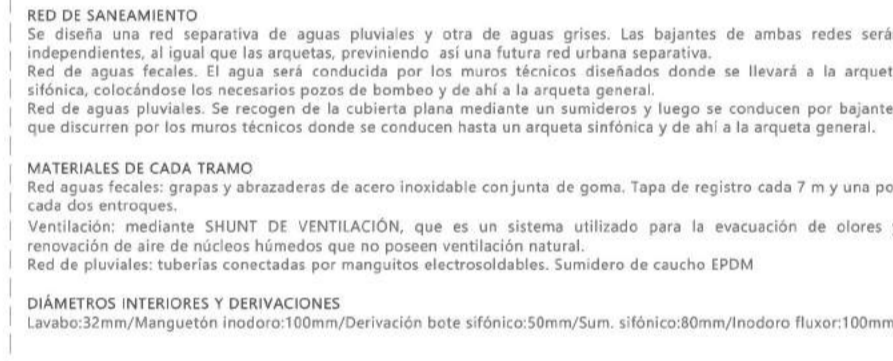 RED DE SANEAMIENTO
Se diseña una red separativa de aguas pluviales y otra de aguas grises. Las bajantes de ambas redes será
independientes, al igual que las arquetas, previniendo así una futura red urbana separativa.
Red de aguas fecales. El agua será conducida por los muros técnicos diseñados donde se llevará a la arquet
sifónica, colocándose los necesarios pozos de bombeo y de ahí a la arqueta general.
Red de aguas pluviales. Se recogen de la cubierta plana mediante un sumideros y luego se conducen por bajante
que discurren por los muros técnicos donde se conducen hasta un arqueta sinfónica y de ahí a la arqueta general.
MATERIALES DE CADA TRAMO
Red aguas fecales: grapas y abrazaderas de acero inoxidable con junta de goma. Tapa de registro cada 7 m y una po
cada dos entroques.
Ventilación: mediante SHUNT DE VENTILACIÓN, que es un sistema utilizado para la evacuación de olores
renovación de aire de núcleos húmedos que no poseen ventilación natural.
Red de pluviales: tuberías conectadas por manguitos electrosoldables. Sumidero de caucho EPDM
DIÁMETROS INTERIORES Y DERIVACIONES
Lavabo:32mm/Manguetón inodoro:100mm/Derivación bote sifónico:50mm/Sum. sifónico:80mm/Inodoro fluxor:100mm